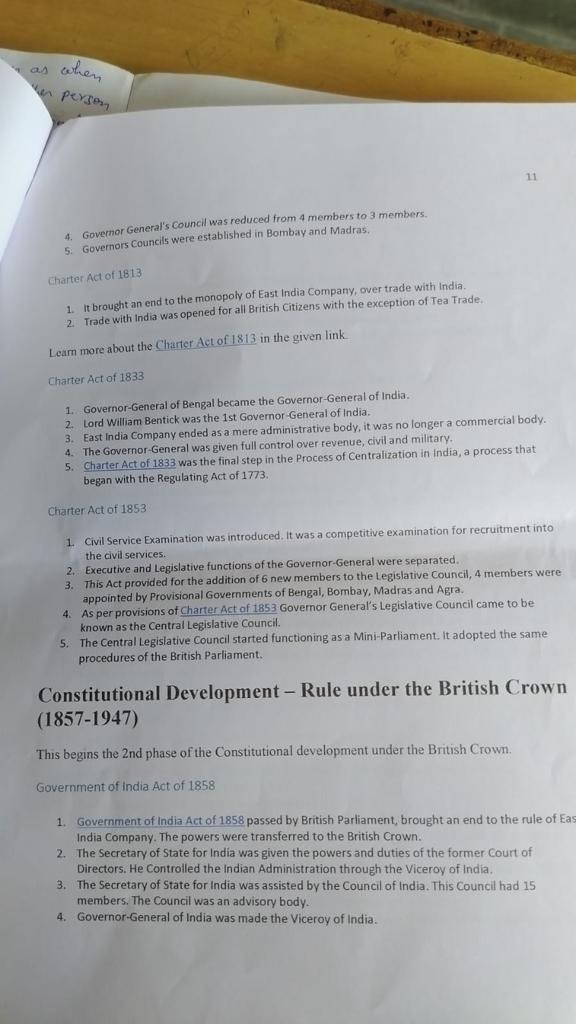 as when
person
11
4. Governor General's Council was reduced from 4 members to 3 members.
5. Governors Councils were established in Bombay and Madras.
Charter Act of 1813
1. It brought an end to the monopoly of East India Company, over trade with India.
2. Trade with India was opened for all British Citizens with the exception of Tea Trade.
Learn more about the Charter Act of 1813 in the given link.
Charter Act of 1833
1. Governor-General of Bengal became the Governor-General of India.
2. Lord William Bentick was the 1st Governor-General of India.
3. East India Company ended as a mere administrative body, it was no longer a commercial body.
4. The Governor-General was given full control over revenue, civil and military.
5. Charter Act of 1833 was the final step in the Process of Centralization in India, a process that
began with the Regulating Act of 1773.
Charter Act of 1853
1. Civil Service Examination was introduced. It was a competitive examination for recruitment into
the civil services.
2. Executive and Legislative functions of the Governor-General were separated.
3. This Act provided for the addition of 6 new members to the Legislative Council, 4 members were
appointed by Provisional Governments of Bengal, Bombay, Madras and Agra.
4. As per provisions of Charter Act of 1853 Governor General's Legislative Council came to be
known as the Central Legislative Council.
5. The Central Legislative Council started functioning as a Mini-Parliament. It adopted the same
procedures of the British Parliament.
Constitutional Development – Rule under the British Crown
(1857-1947)
This begins the 2nd phase of the Constitutional development under the British Crown.
Government of India Act of 1858
1. Government of India Act of 1858 passed by British Parliament, brought an end to the rule of Eas
India Company. The powers were transferred to the British Crown.
2. The Secretary of State for India was given the powers and duties of the former Court of
Directors. He Controlled the Indian Administration through the Viceroy of India.
3. The Secretary of State for India was assisted by the Council of India. This Council had 15
members. The Council was an advisory body.
4. Governor-General of India was made the Viceroy of India.